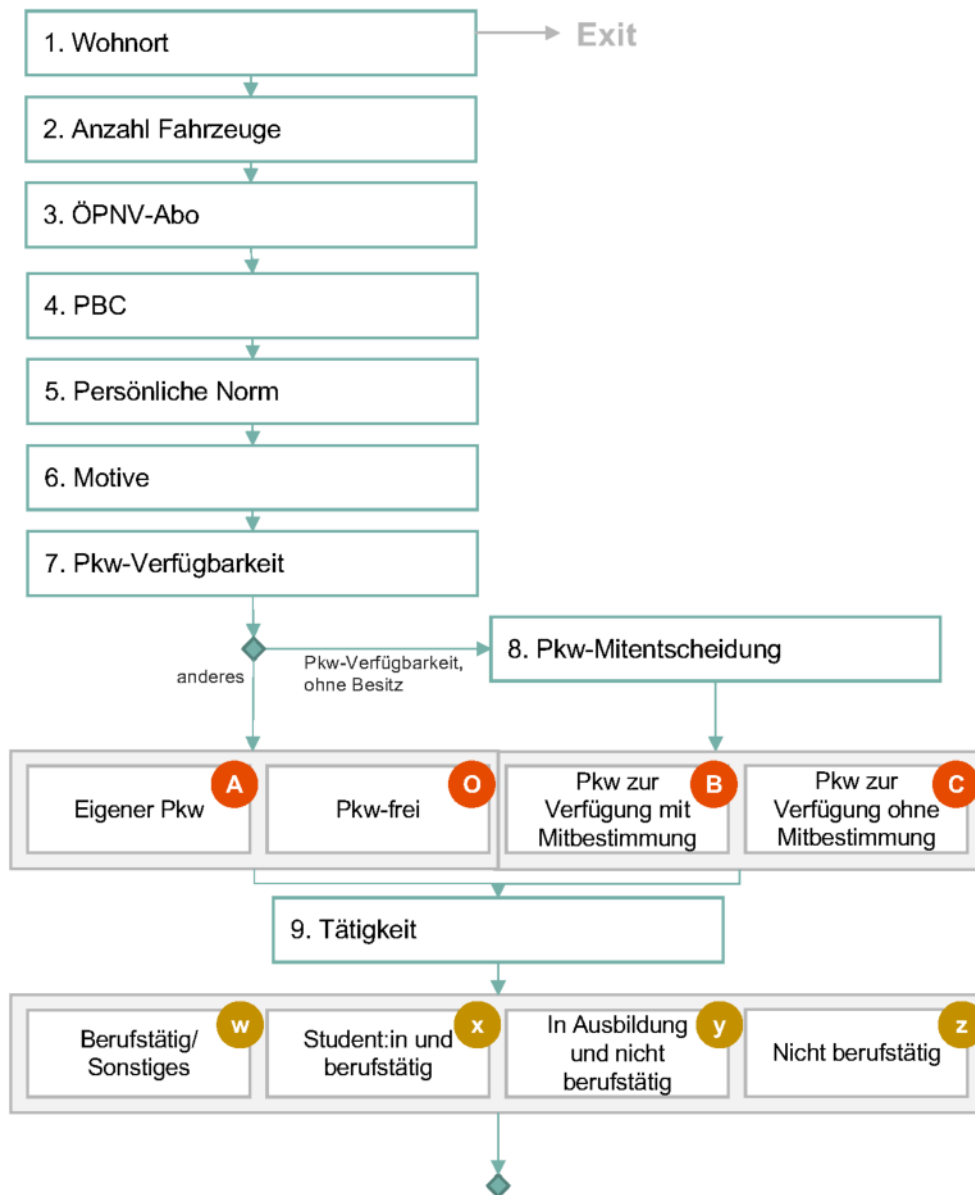 1. Wohnort
Exit
2. Anzahl Fahrzeuge
3. ÖPNV-Abo
4. PBC
5. Persönliche Norm
6. Motive
7. Pkw-Verfügbarkeit
8. Pkw-Mitentscheidung
anderes
Pkw-Verfügbarkeit,
ohne Besitz
A
Eigener Pkw
O
Pkw-frei
B
Pkw zur
Verfügung mit
Mitbestimmung
C
Pkw zur
Verfügung ohne
Mitbestimmung
9. Tätigkeit
w
Berufstätig/
Sonstiges
x
Student:in und
berufstätig
y
In Ausbildung
und nicht
berufstätig
z
Nicht berufstätig